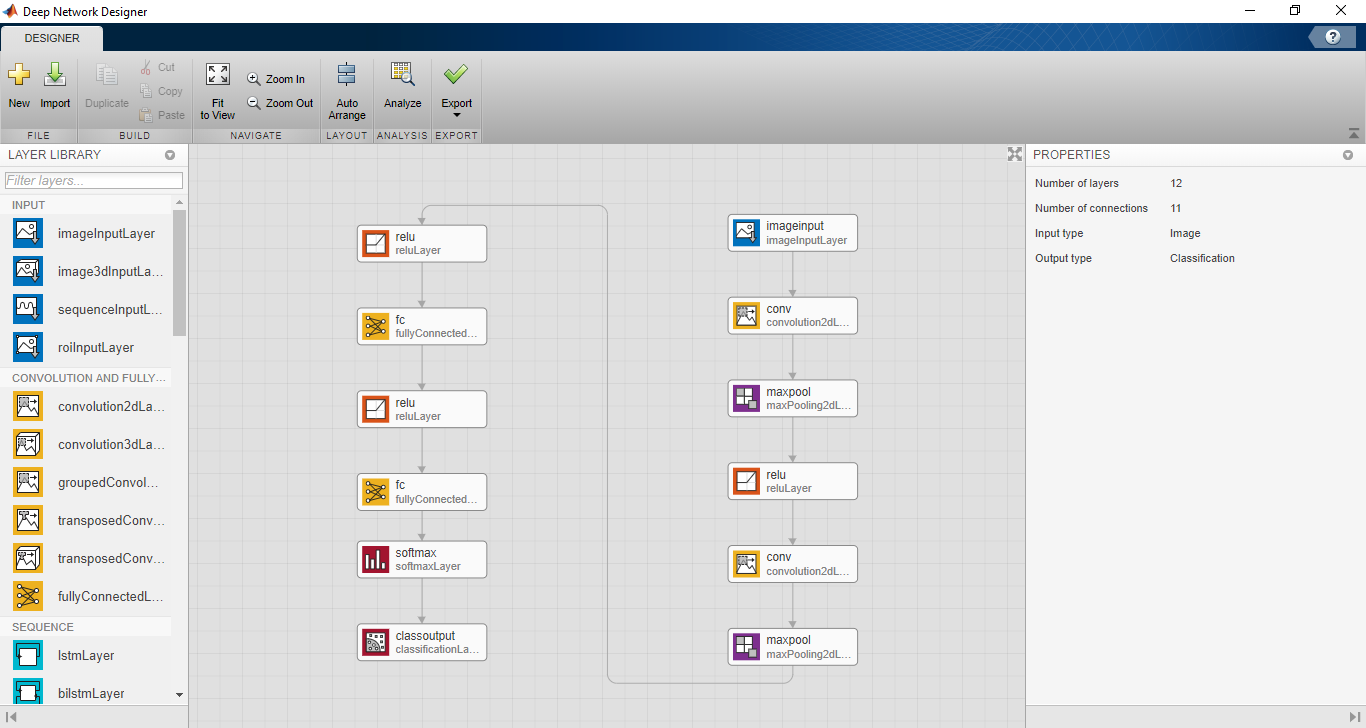 Deep Network Designer
DESIGNER
New
Import
Duplicate
Cut
Copy
Paste
Fit
to View
Zoom In
Zoom Out
Auto
Arrange
Analyze
Export
FILE
BUILD
NAVIGATE
LAYOUT
ANALYSIS
EXPORT
LAYER LIBRARY
Filter layers...
INPUT
imageInputLayer
image3dInputLa...
sequenceInputL...
roiInputLayer
CONVOLUTION AND FULLY...
convolution2dLa...
convolution3dLa...
groupedConvol...
transposedConv...
transposedConv...
fullyConnectedL...
SEQUENCE
lstmLayer
bilstmLayer
relu
reluLayer
fc
fullyConnected...
relu
reluLayer
fc
fullyConnected...
softmax
softmaxLayer
classoutput
classificationLa...
imageinput
imageInputLayer
conv
convolution2dL...
maxpool
maxPooling2dL...
relu
reluLayer
conv
convolution2dL...
maxpool
maxPooling2dL...
PROPERTIES
Number of layers 12
Number of connections 11
Input type Image
Output type Classification